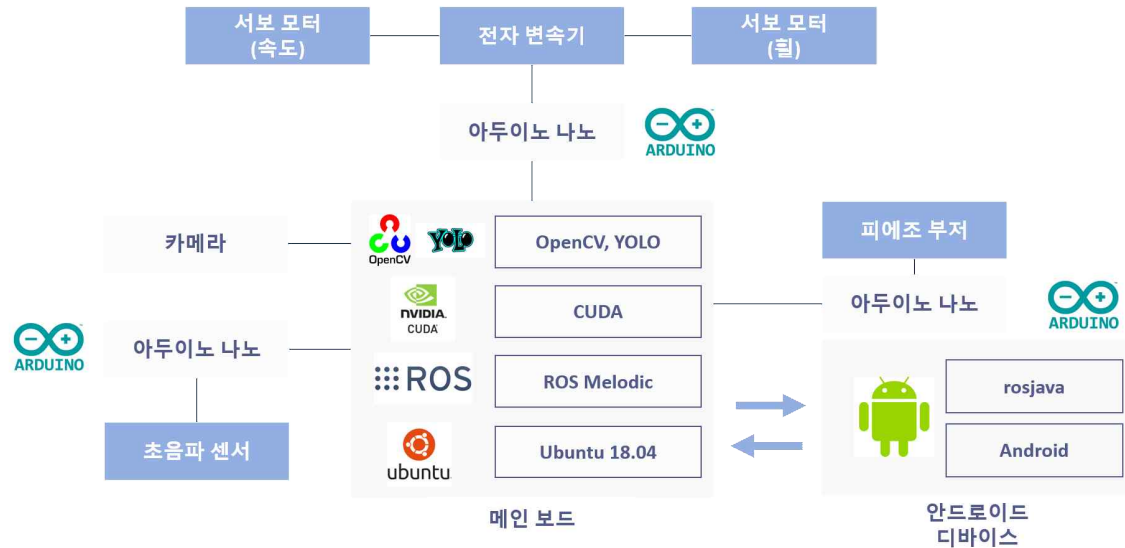 서보 모터
(속도)
전자 변속기
서보 모터
(휠)
아두이노 나노
ARDUINO
카메라
OpenCV
YOLO
OpenCV, YOLO
피에조 부저
NVIDIA.
CUDA
CUDA
아두이노 나노
ARDUINO
ARDUINO
아두이노 나노
ROS
ROS Melodic
rosjava
초음파 센서
ubuntu
Ubuntu 18.04
Android
메인 보드
안드로이드
디바이스